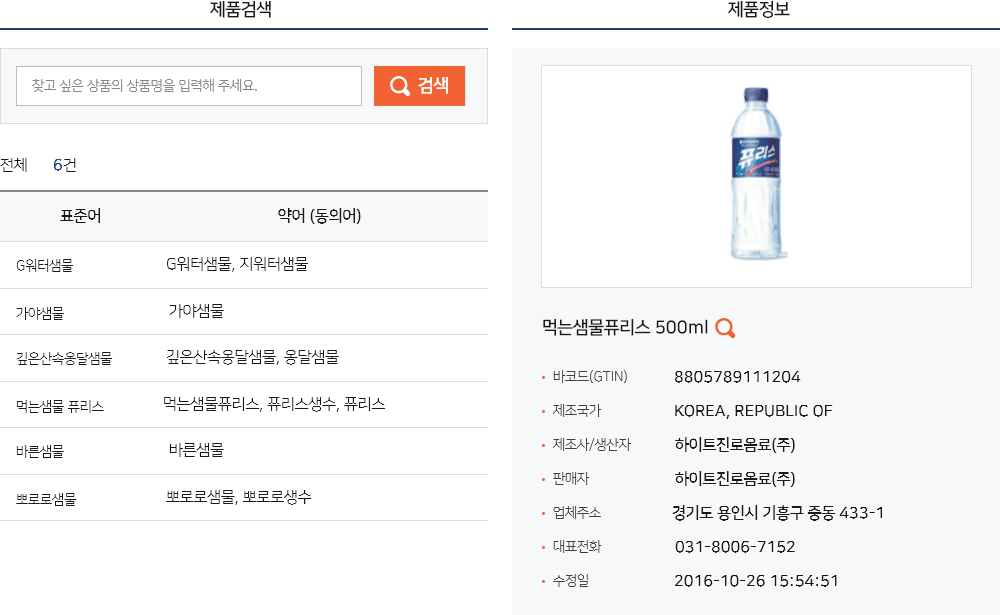 제품검색
찾고 싶은 상품의 상품명을 입력해 주세요.
검색
전체 6건
표준어 약어 (동의어)
G워터샘물 G워터샘물, 지워터샘물
가야샘물 가야샘물
깊은산속옹달샘물 깊은산속옹달샘물, 옹달샘물
먹는샘물 퓨리스 먹는샘물퓨리스, 퓨리스생수, 퓨리스
바른샘물 바른샘물
뽀로로샘물 뽀로로샘물, 뽀로로생수
제품정보
퓨리스
먹는샘물퓨리스 500ml
• 바코드(GTIN) 8805789111204
• 제조국가 KOREA, REPUBLIC OF
• 제조사/생산자 하이트진로음료(주)
• 판매자 하이트진로음료(주)
• 업체주소 경기도 용인시 기흥구 중동 433-1
• 대표전화 031-8006-7152
• 수정일 2016-10-26 15:54:51